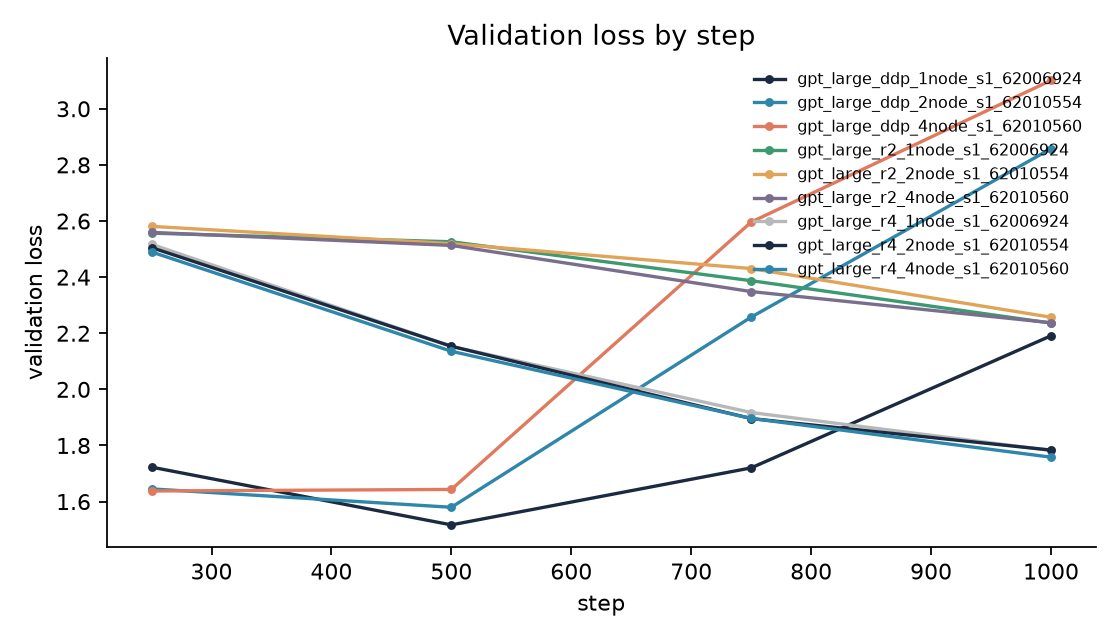 Validation loss by step
validation loss
3.0
2.8
2.6
2.4
2.2
2.0
1.8
1.6
gpt_large_ddp_1node_s1_62006924
gpt_large_ddp_2node_s1_62010554
gpt_large_ddp_4node_s1_62010560
gpt_large_r2_1node_s1_62006924
gpt_large_r2_2node_s1_62010554
gpt_large_r2_4node_s1_62010560
gpt_large_r4_1node_s1_62006924
gpt_large_r4_2node_s1_62010554
gpt_large_r4_4node_s1_62010560
300 400 500 600 700 800 900 1000
step